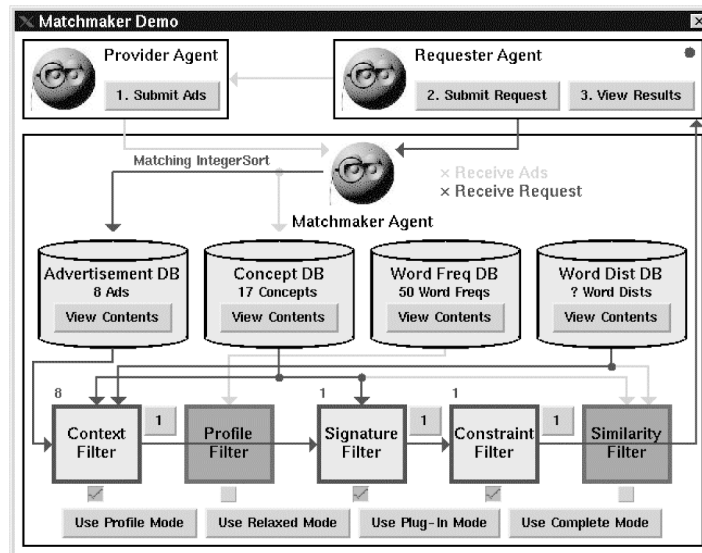 Matchmaker Demo
Provider Agent
1. Submit Ads
Requester Agent
2. Submit Request
3. View Results
Matching IntegerSort
× Receive Ads
× Receive Request
Matchmaker Agent
Advertisement DB
8 Ads
View Contents
Concept DB
17 Concepts
View Contents
Word Freq DB
50 Word Freqs
View Contents
Word Dist DB
? Word Dists
View Contents
8
Context
Filter
1
Profile
Filter
1
Signature
Filter
1
1
Constraint
Filter
1
Similarity
Filter
Use Profile Mode
Use Relaxed Mode
Use Plug-In Mode
Use Complete Mode